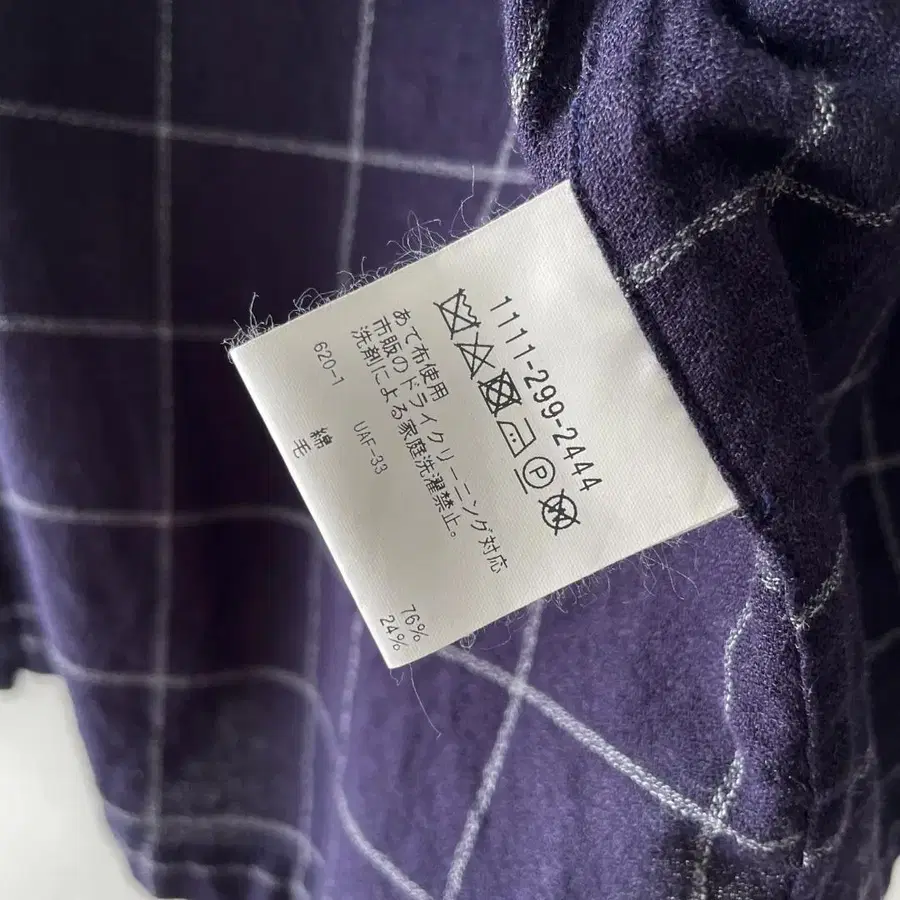 1111-299-2444
P
あて布使用
市販のドライクリーニング対応
洗剤による家庭洗濯禁止。
620-1 UAF-33
綿 76%
毛 24%